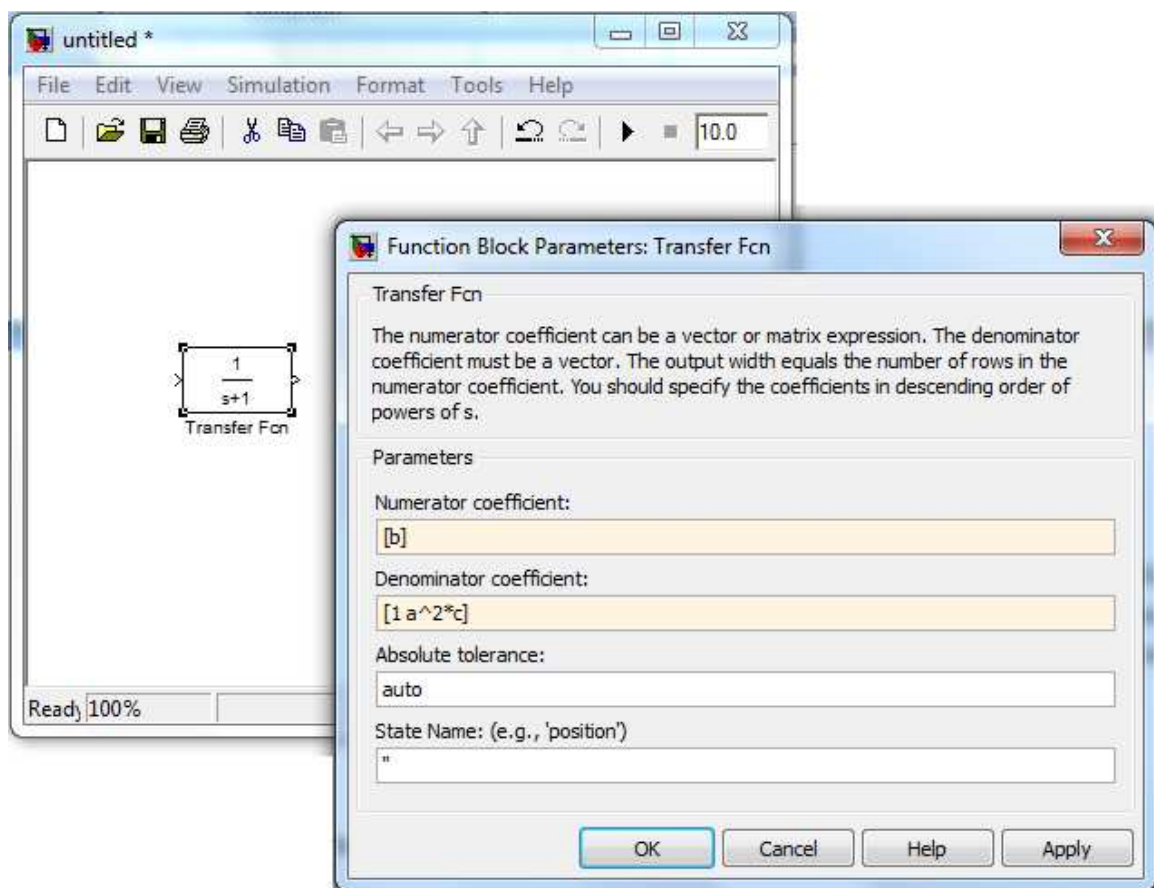 untitled *
File Edit View Simulation Format Tools Help
10.0
1
s+1
Transfer Fcn
Ready 100%
Function Block Parameters: Transfer Fcn
Transfer Fcn
The numerator coefficient can be a vector or matrix expression. The denominator
coefficient must be a vector. The output width equals the number of rows in the
numerator coefficient. You should specify the coefficients in descending order of
powers of s.
Parameters
Numerator coefficient:
[b]
Denominator coefficient:
[1 a^2*c]
Absolute tolerance:
auto
State Name: (e.g., 'position')
''
OK Cancel Help Apply